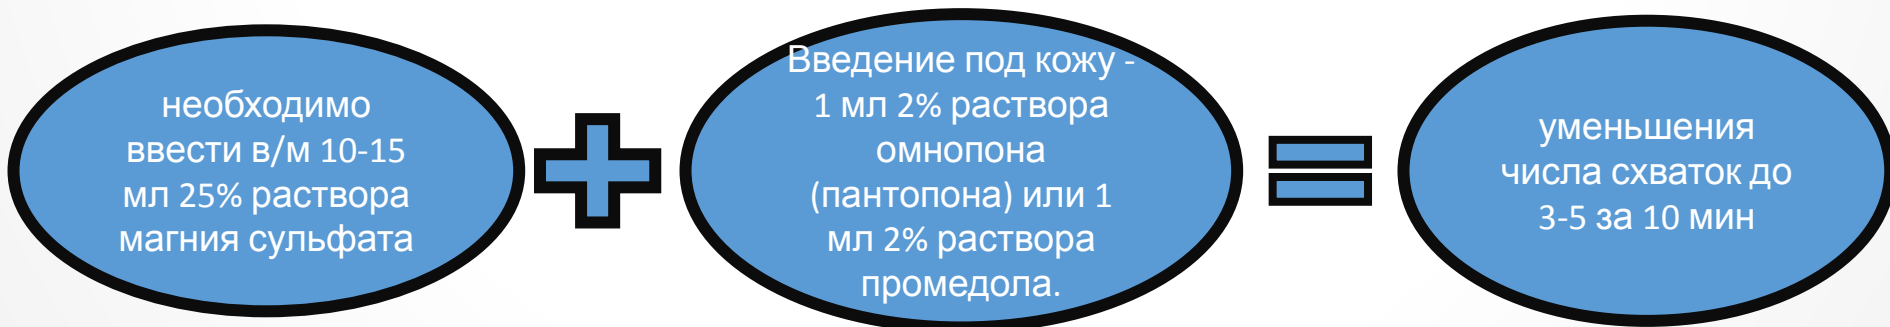 необходимо
ввести в/м 10-15
мл 25% раствора
магния сульфата
Введение под кожу -
1 мл 2% раствора
омнопона
(пантопона) или 1
мл 2% раствора
промедола.
уменьшения
числа схваток до
3-5 за 10 мин